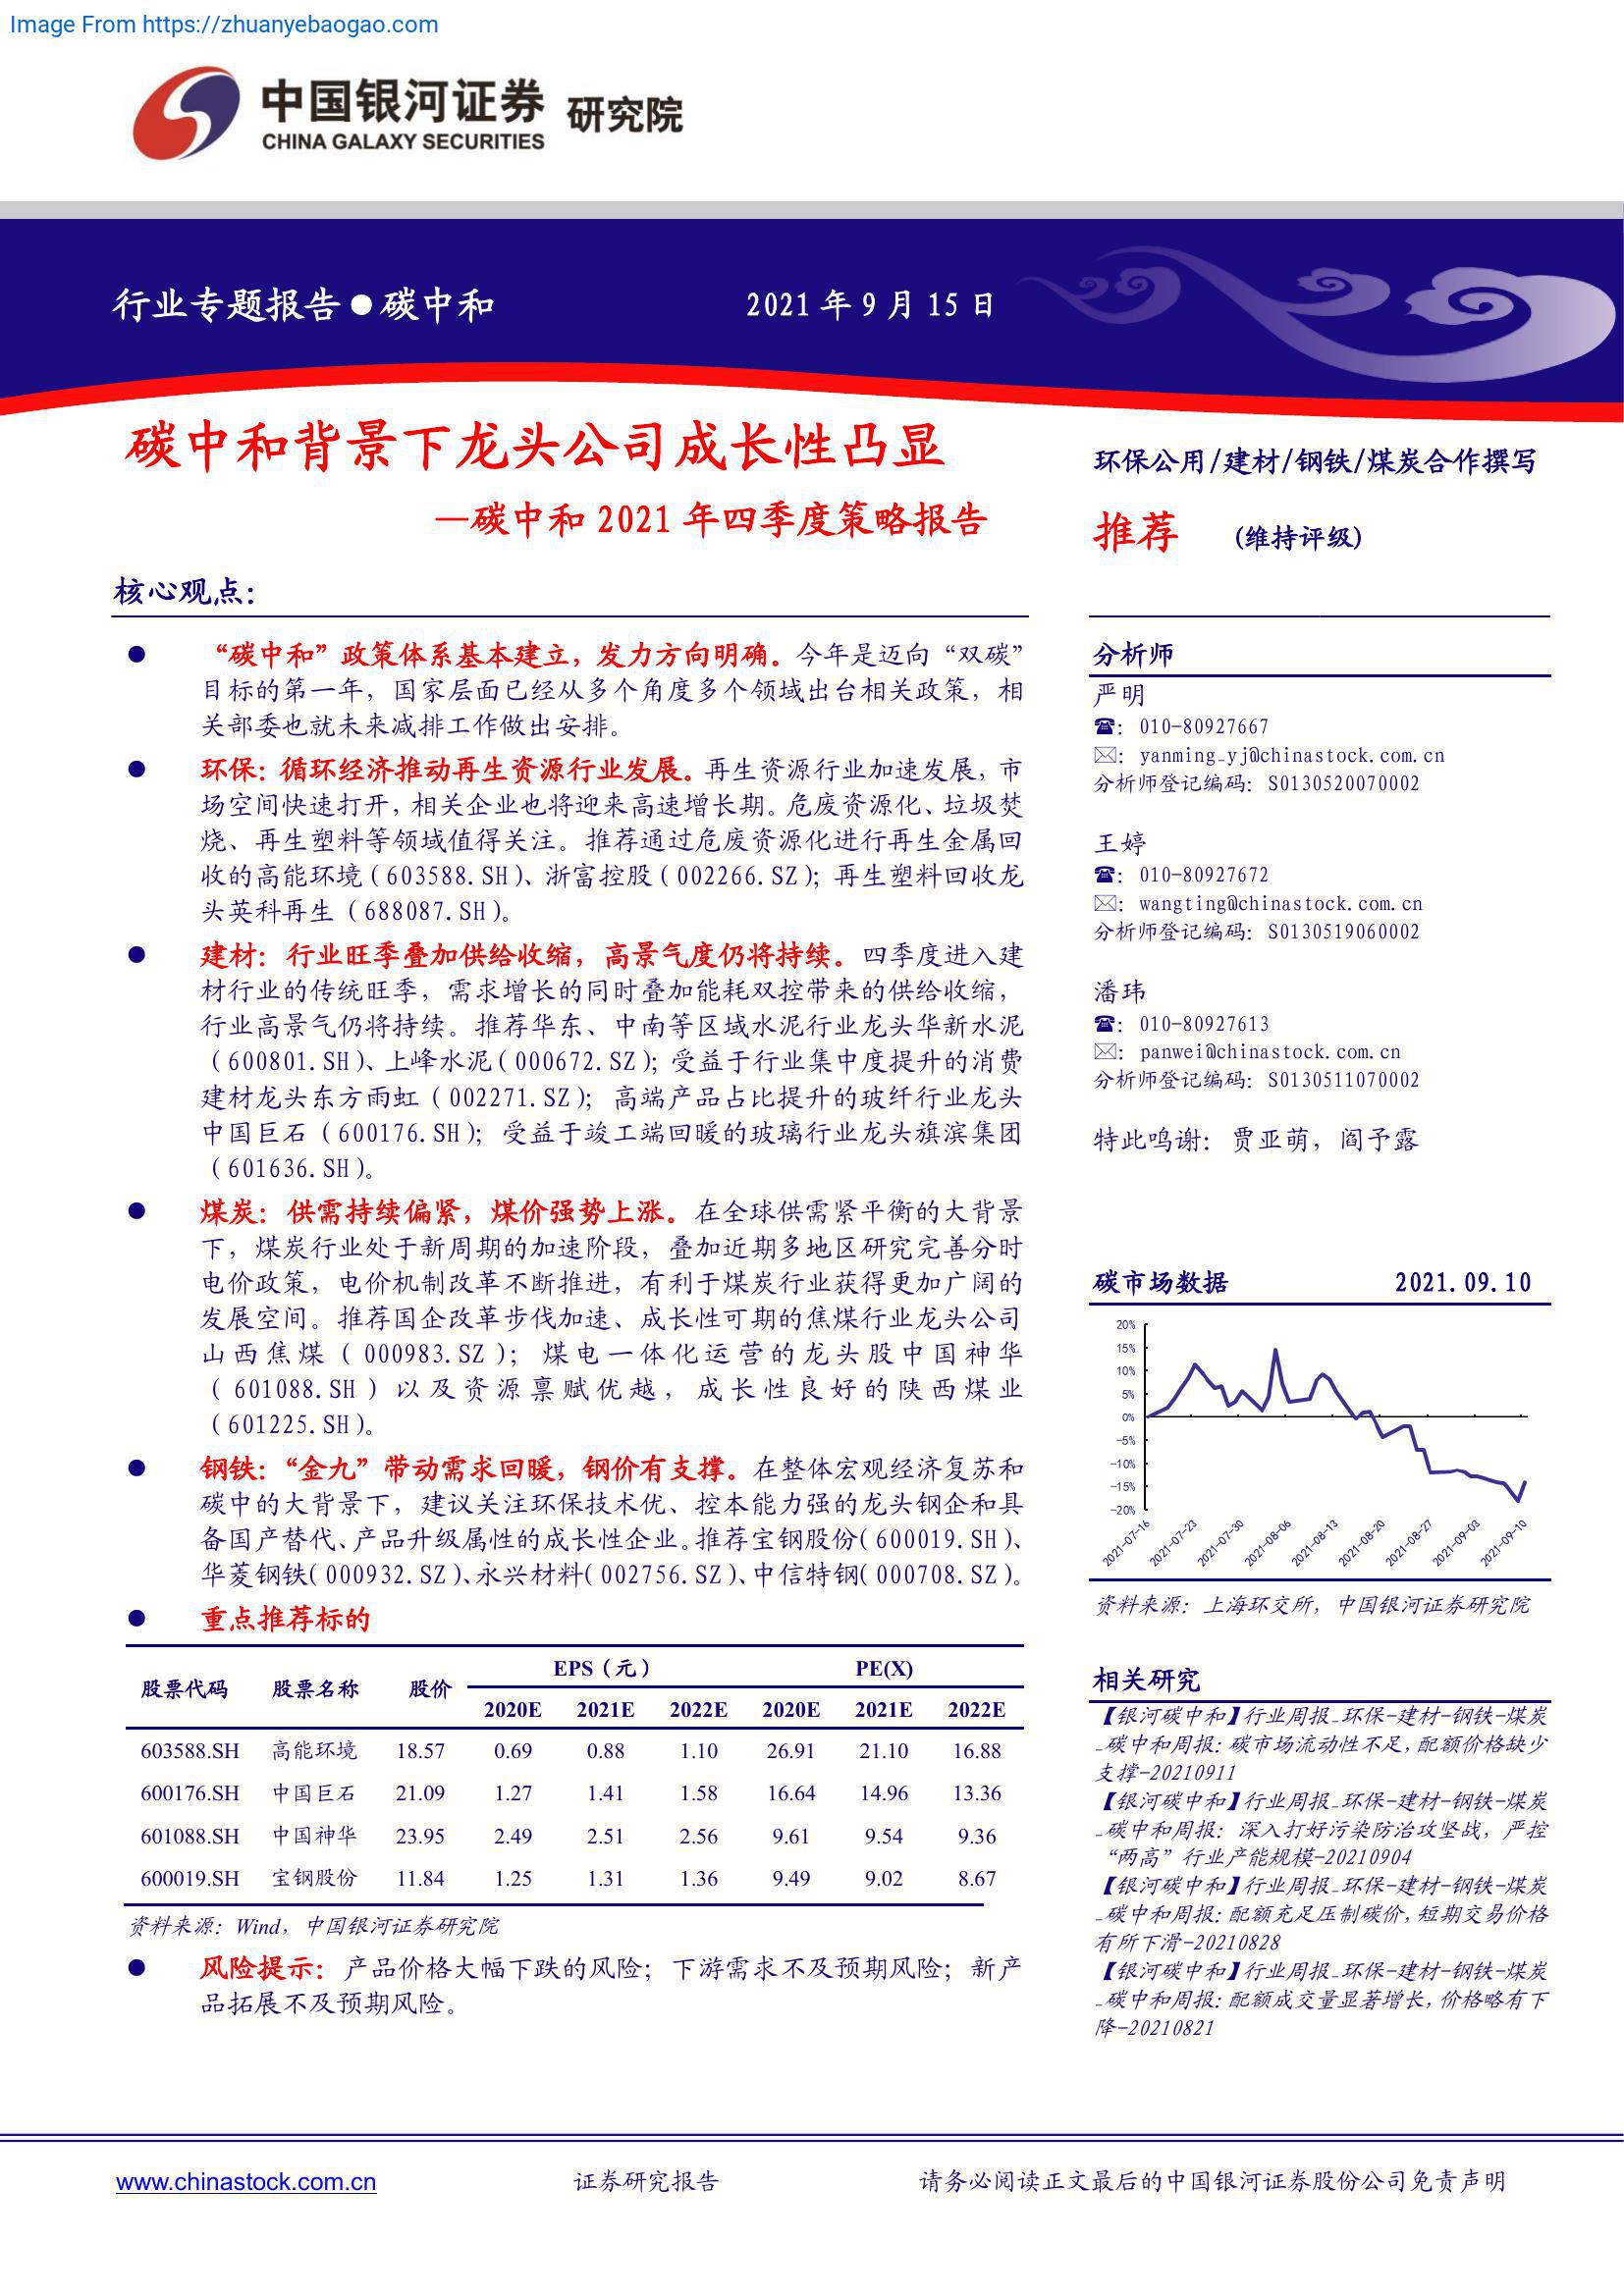 Image From https://zhuanyebaogao.com
中国银河证券 研究院
CHINA GALAXY SECURITIES
行业专题报告●碳中和
2021 年 9 月 15 日
碳中和背景下龙头公司成长性凸显
—碳中和 2021 年四季度策略报告
核心观点：
● “碳中和”政策体系基本建立，发力方向明确。今年是迈向“双碳”
目标的第一年，国家层面已经从多个角度多个领域出台相关政策，相
关部委也就未来减排工作做出安排。
● 环保：循环经济推动再生资源行业发展。再生资源行业加速发展，市
场空间快速打开，相关企业也将迎来高速增长期。危废资源化、垃圾焚
烧、再生塑料等领域值得关注。推荐通过危废资源化进行再生金属回
收的高能环境（603588.SH）、浙富控股（002266.SZ）；再生塑料回收龙
头英科再生（688087.SH）。
● 建材：行业旺季叠加供给收缩，高景气度仍将持续。四季度进入建
材行业的传统旺季，需求增长的同时叠加能耗双控带来的供给收缩，
行业高景气仍将持续。推荐华东、中南等区域水泥行业龙头华新水泥
（600801.SH）、上峰水泥（000672.SZ）；受益于行业集中度提升的消费
建材龙头东方雨虹（002271.SZ）；高端产品占比提升的玻纤行业龙头
中国巨石（600176.SH）；受益于竣工端回暖的玻璃行业龙头旗滨集团
（601636.SH）。
● 煤炭：供需持续偏紧，煤价强势上涨。在全球供需紧平衡的大背景
下，煤炭行业处于新周期的加速阶段，叠加近期多地区研究完善分时
电价政策，电价机制改革不断推进，有利于煤炭行业获得更加广阔的
发展空间。推荐国企改革步伐加速、成长性可期的焦煤行业龙头公司
山西焦煤（000983.SZ）；煤电一体化运营的龙头股中国神华
（601088.SH）以及资源禀赋优越，成长性良好的陕西煤业
（601225.SH）。
● 钢铁：“金九”带动需求回暖，钢价有支撑。在整体宏观经济复苏和
碳中的大背景下，建议关注环保技术优、控本能力强的龙头钢企和具
备国产替代、产品升级属性的成长性企业。推荐宝钢股份（600019.SH）、
华菱钢铁（000932.SZ）、永兴材料（002756.SZ）、中信特钢（000708.SZ）。
● 重点推荐标的
EPS（元） PE(X)
股票代码 股票名称 股价
2020E 2021E 2022E 2020E 2021E 2022E
603588.SH 高能环境 18.57 0.69 0.88 1.10 26.91 21.10 16.88
600176.SH 中国巨石 21.09 1.27 1.41 1.58 16.64 14.96 13.36
601088.SH 中国神华 23.95 2.49 2.51 2.56 9.61 9.54 9.36
600019.SH 宝钢股份 11.84 1.25 1.31 1.36 9.49 9.02 8.67
资料来源：Wind，中国银河证券研究院
● 风险提示：产品价格大幅下跌的风险；下游需求不及预期风险；新产
品拓展不及预期风险。
环保公用/建材/钢铁/煤炭合作撰写
推荐 （维持评级）
分析师
严明
☎：010-80927667
✉：yanming_yj@chinastock.com.cn
分析师登记编码：S0130520070002
王婷
☎：010-80927672
✉：wangting@chinastock.com.cn
分析师登记编码：S0130519060002
潘玮
☎：010-80927613
✉：panwei@chinastock.com.cn
分析师登记编码：S0130511070002
特此鸣谢：贾亚萌，阎予露
碳市场数据 2021.09.10
20%
15%
10%
5%
0%
-5%
-10%
-15%
-20%
2021-07-16 2021-07-23 2021-07-30 2021-08-06 2021-08-13 2021-08-20 2021-08-27 2021-09-03 2021-09-10
资料来源：上海环交所，中国银河证券研究院
相关研究
【银河碳中和】行业周报_环保-建材-钢铁-煤炭
_碳中和周报：碳市场流动性不足，配额价格缺少
支撑-20210911
【银河碳中和】行业周报_环保-建材-钢铁-煤炭
_碳中和周报：深入打好污染防治攻坚战，严控
“两高”行业产能规模-20210904
【银河碳中和】行业周报_环保-建材-钢铁-煤炭
_碳中和周报：配额充足压制碳价，短期交易价格
有所下滑-20210828
【银河碳中和】行业周报_环保-建材-钢铁-煤炭
_碳中和周报：配额成交量显著增长，价格略有下
降-20210821
www.chinastock.com.cn
证券研究报告
请务必阅读正文最后的中国银河证券股份公司免责声明